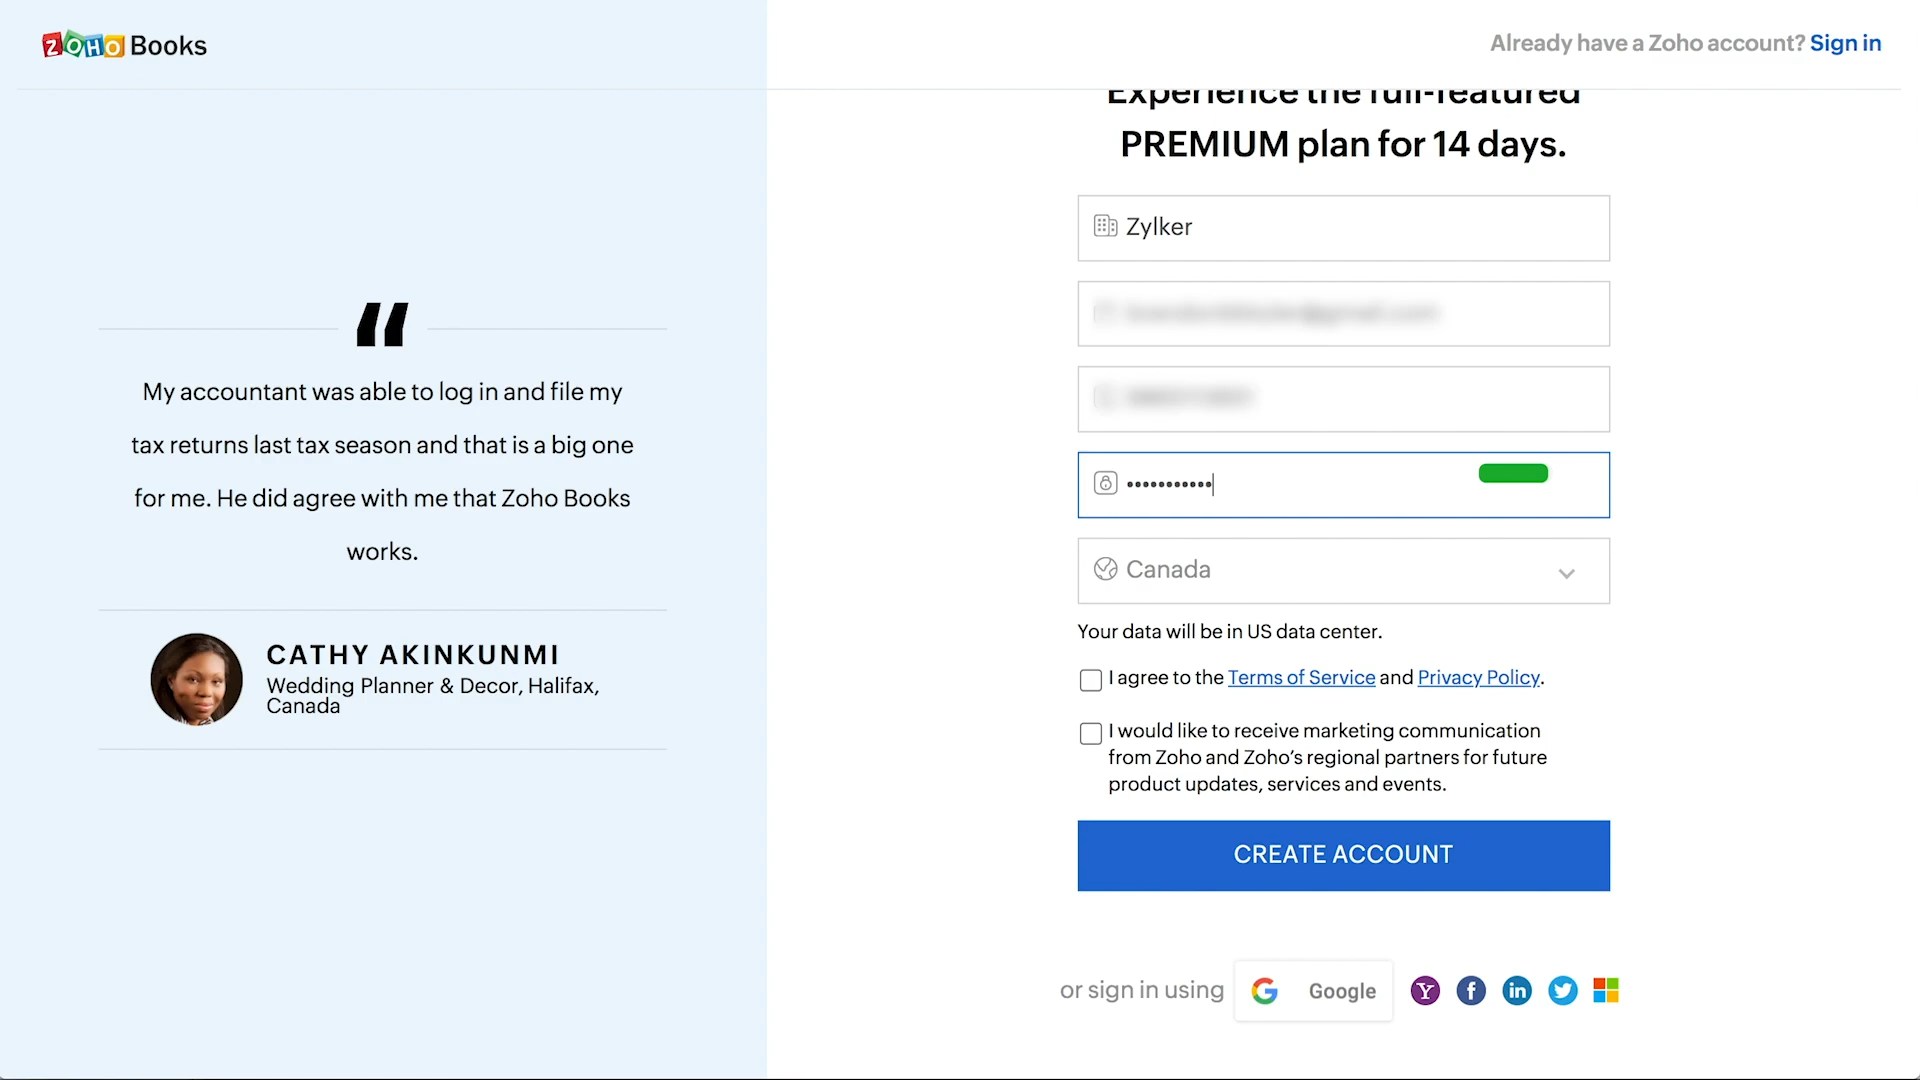 ZOHO Books
Already have a Zoho account? Sign in
Experience the full-featured
PREMIUM plan for 14 days.
Zylker
Canada
Your data will be in US data center.
I agree to the Terms of Service and Privacy Policy.
I would like to receive marketing communication
from Zoho and Zoho's regional partners for future
product updates, services and events.
CREATE ACCOUNT
or sign in using
Google
My accountant was able to log in and file my
tax returns last tax season and that is a big one
for me. He did agree with me that Zoho Books
works.
CATHY AKINKUNMI
Wedding Planner & Decor, Halifax,
Canada